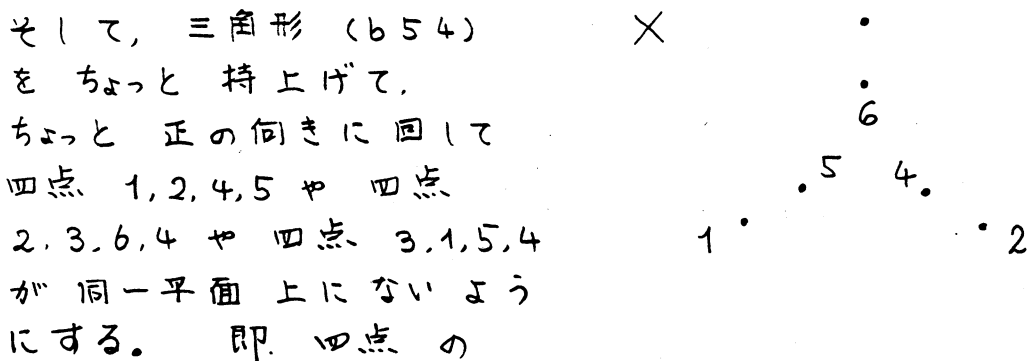 そして, 三角形 (654)
を ちょっと 持上げて,
ちょっと 正の向きに 回して
四点 1,2,4,5 や 四点
2.3.6.4 や 四点 3.1,5,4
が 同一平面 上にないよう
にする。 即. 四点 の
×
6
5 4
1 2